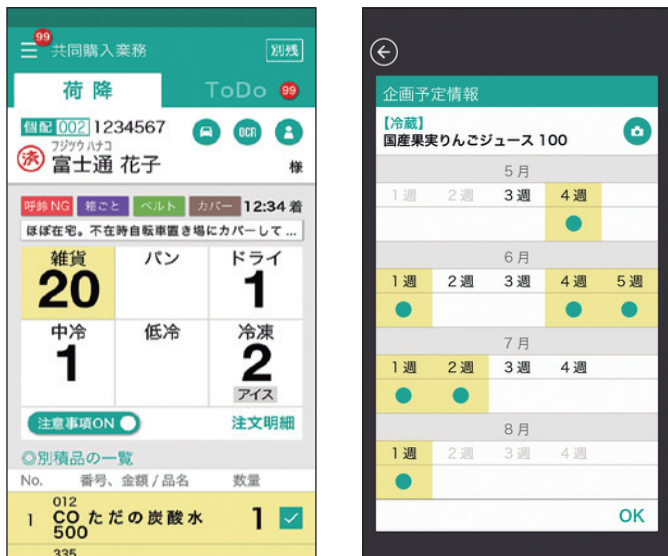 99
共同購入業務
別残
荷降
ToDo 99
個配 002 1234567
OCR
フジツウ ハナコ
済 富士通 花子 様
呼鈴NG 箱ごと ベルト カバー 12:34 着
ほぼ在宅。不在時自転車置き場にカバーして ...
雑貨 パン ドライ
20 1
中冷 低冷 冷凍
1 2
アイス
注意事項ON 注文明細
◎別積品の一覧
No. 番号、金額 / 品名 数量
012
1 CO ただの炭酸水 1
500
335
企画予定情報
【冷蔵】
国産果実りんごジュース 100
5月
1週 2週 3週 4週
6月
1週 2週 3週 4週 5週
7月
1週 2週 3週 4週
8月
1週 2週 3週 4週
OK